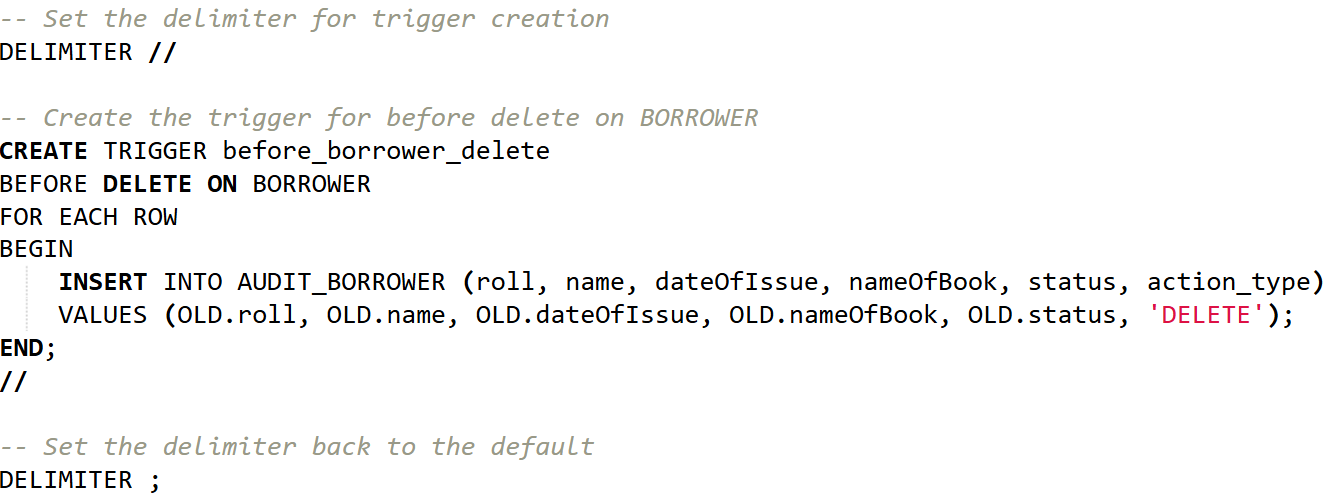 -- Set the delimiter for trigger creation
DELIMITER //
-- Create the trigger for before delete on BORROWER
CREATE TRIGGER before_borrower_delete
BEFORE DELETE ON BORROWER
FOR EACH ROW
BEGIN
    INSERT INTO AUDIT_BORROWER (roll, name, dateOfIssue, nameOfBook, status, action_type)
    VALUES (OLD.roll, OLD.name, OLD.dateOfIssue, OLD.nameOfBook, OLD.status, 'DELETE');
END;
//
-- Set the delimiter back to the default
DELIMITER ;